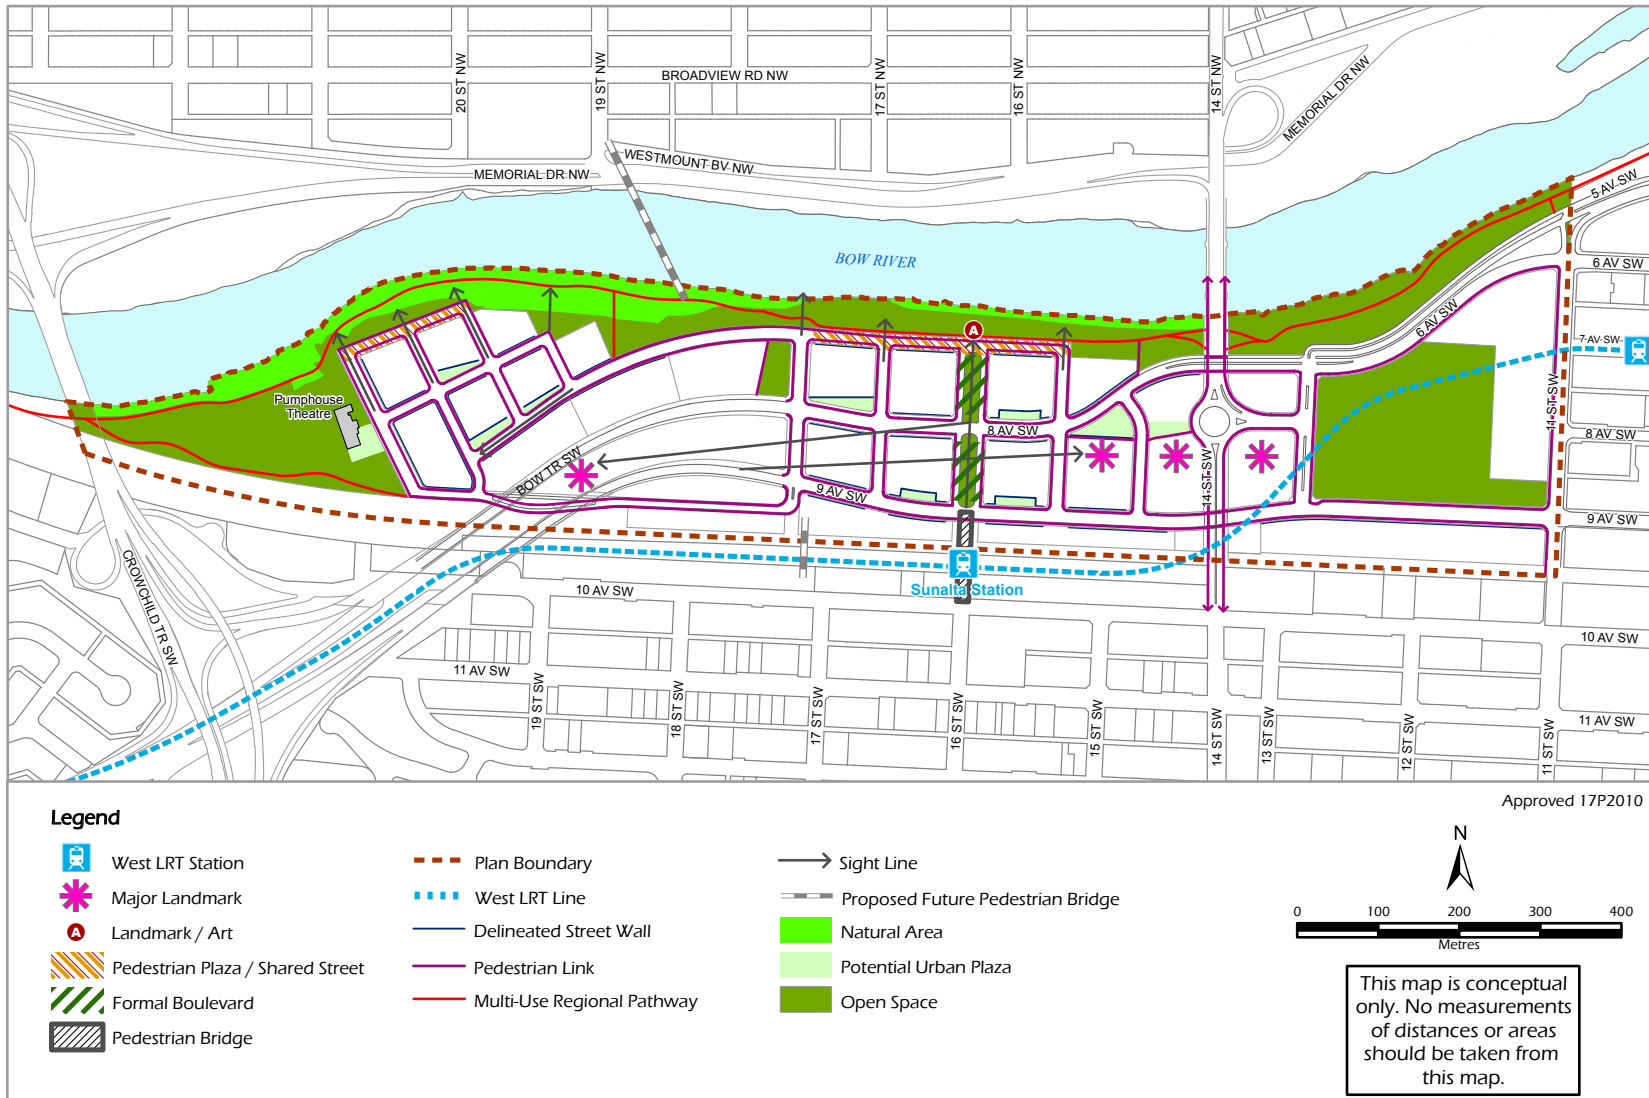 20 ST NW
19 ST NW
BROADVIEW RD NW
17 ST NW
16 ST NW
14 ST NW
MEMORIAL DR NW
WESTMOUNT BV NW
MEMORIAL DR NW
5 AV SW
BOW RIVER
6 AV SW
6 AV SW
7 AV SW
Pumphouse
Theatre
11 ST SW
8 AV SW
8 AV SW
BOW TR SW
14 ST SW
9 AV SW
9 AV SW
A
CROWCHILD TR SW
Sunalta Station
10 AV SW
10 AV SW
11 AV SW
19 ST SW
18 ST SW
17 ST SW
16 ST SW
15 ST SW
14 ST SW
13 ST SW
12 ST SW
11 ST SW
11 AV SW
Approved 17P2010
Legend
West LRT Station
Major Landmark
A
Landmark / Art
Pedestrian Plaza / Shared Street
Formal Boulevard
Pedestrian Bridge
Plan Boundary
West LRT Line
Delineated Street Wall
Pedestrian Link
Multi-Use Regional Pathway
Sight Line
Proposed Future Pedestrian Bridge
Natural Area
Potential Urban Plaza
Open Space
N
0 100 200 300 400
Metres
This map is conceptual
only. No measurements
of distances or areas
should be taken from
this map.